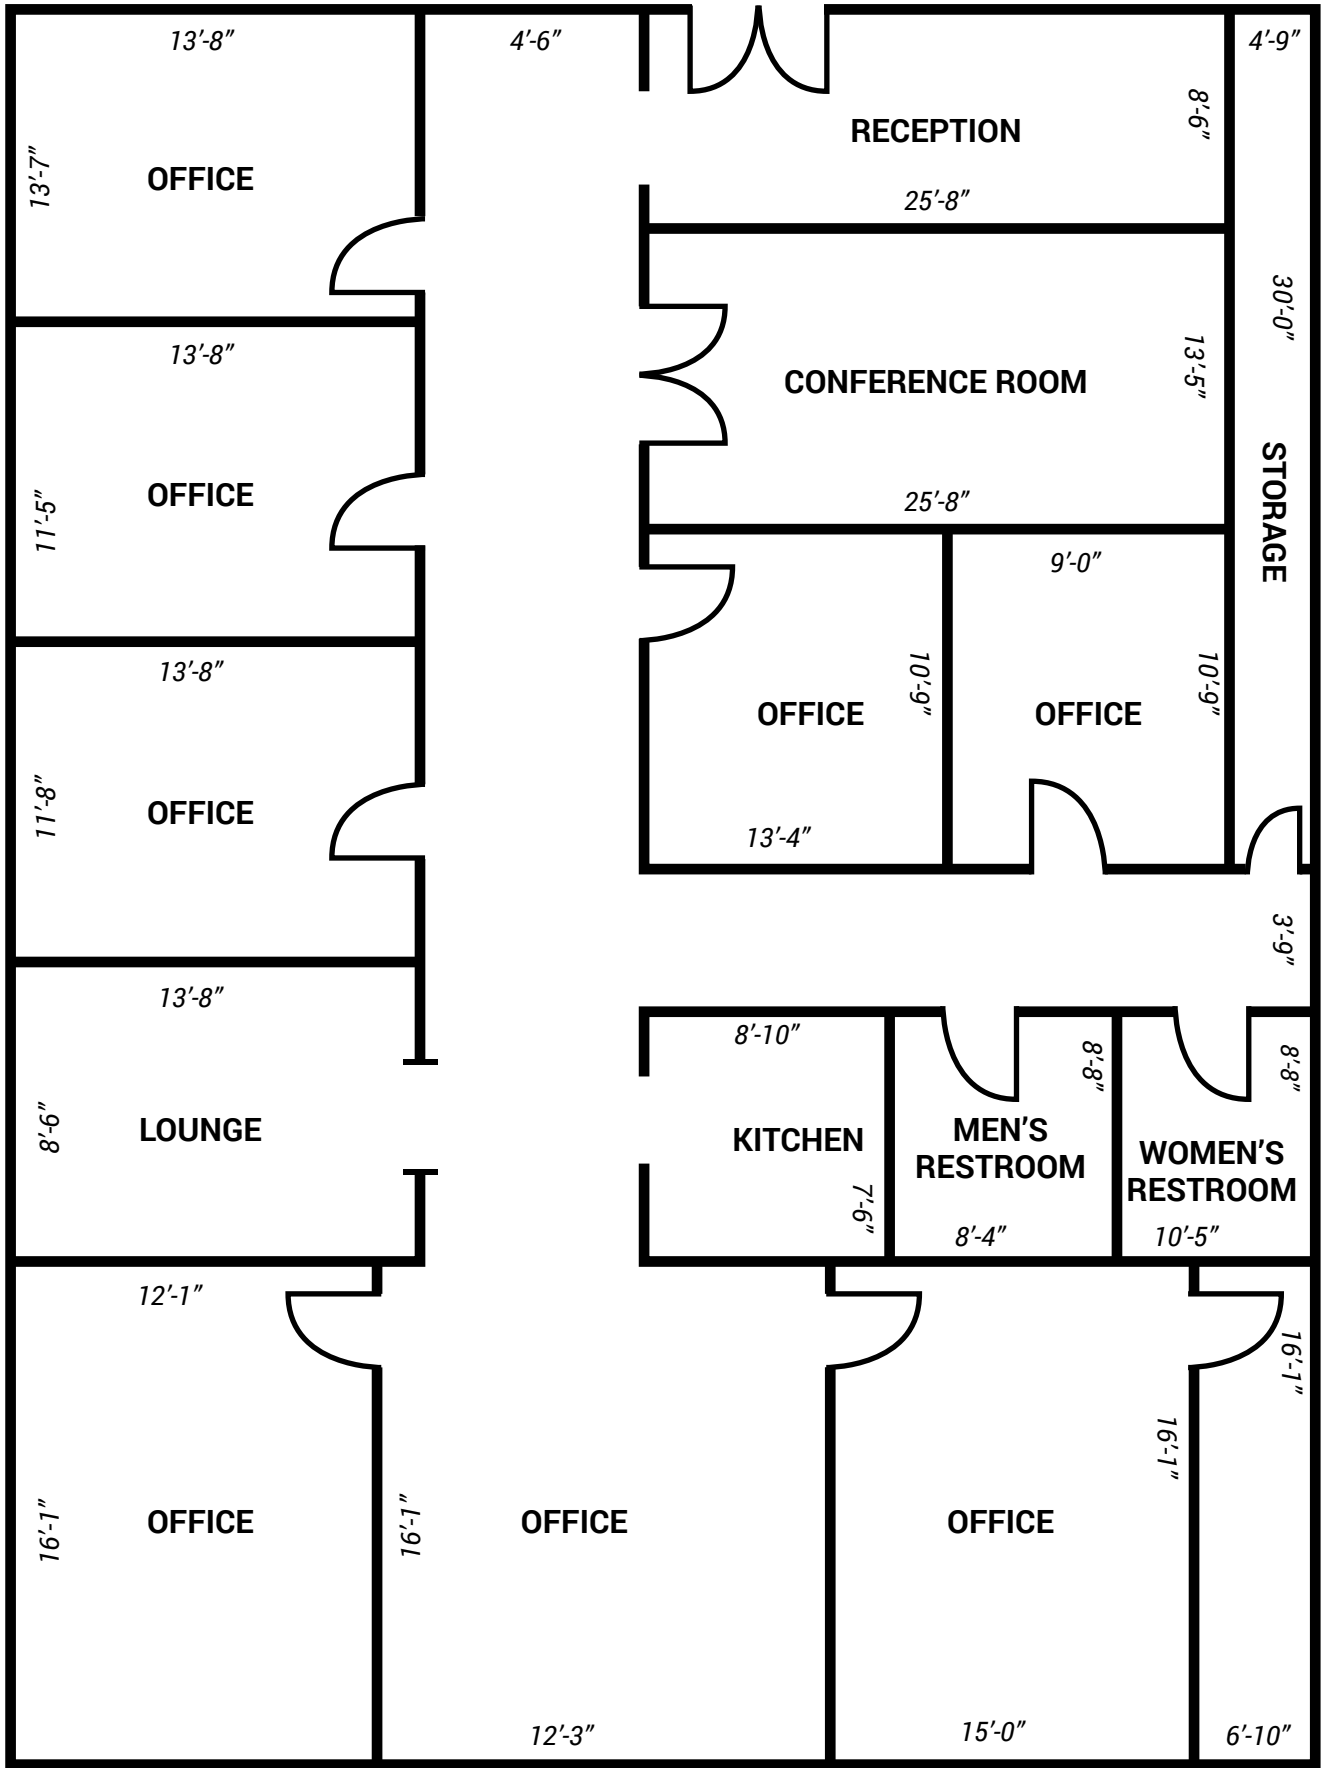 13'-8”
4'-6”
4'-9”
8'-6”
RECEPTION
13'-7”
OFFICE
25'-8”
30'-0”
13'-8”
13'-5”
CONFERENCE ROOM
11'-5”
OFFICE
25'-8”
STORAGE
9'-0”
13'-8”
10'-9”
10'-9”
OFFICE
OFFICE
11'-8”
OFFICE
13'-4”
3'-9”
13'-8”
8'-10”
8'-8”
8'-8”
8'-6”
LOUNGE
KITCHEN
MEN’S
RESTROOM
WOMEN’S
RESTROOM
7'-6”
8'-4”
10'-5”
12'-1”
16'-1”
16'-1”
16'-1”
OFFICE
16'-1”
OFFICE
OFFICE
12'-3”
15'-0”
6'-10”